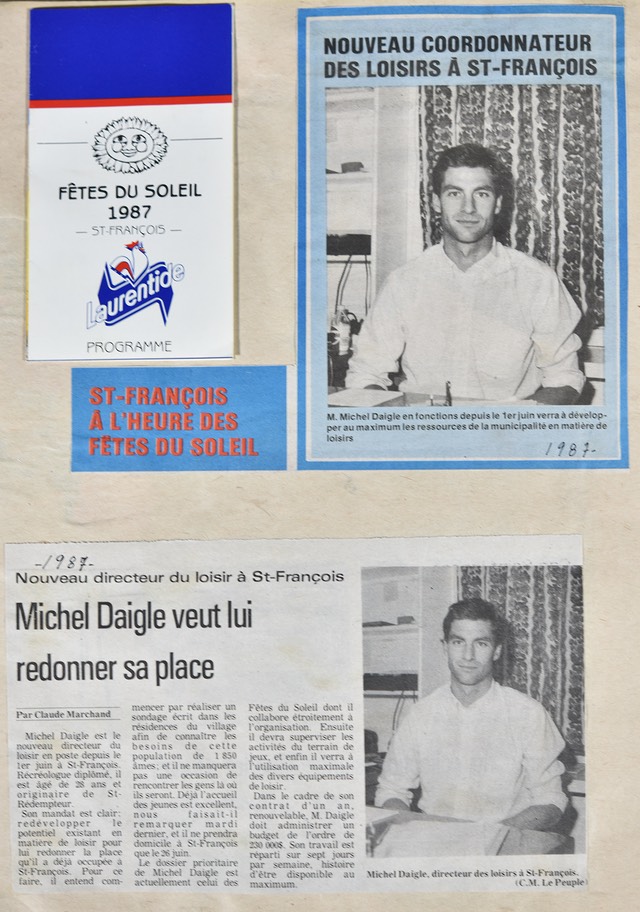 FÊTES DU SOLEIL
1987
— ST-FRANÇOIS —
Laurentide
PROGRAMME
NOUVEAU COORDONNATEUR
DES LOISIRS À ST-FRANÇOIS
M. Michel Daigle en fonctions depuis le 1er juin verra à dévelop-
per au maximum les ressources de la municipalité en matière de
loisirs
1987-
ST-FRANÇOIS
À L'HEURE DES
FÊTES DU SOLEIL
-1987-
Nouveau directeur du loisir à St-François
Michel Daigle veut lui
redonner sa place
Par Claude Marchand
Michel Daigle est le
nouveau directeur du
loisir en poste depuis le
1er juin à St-François.
Récréologue diplômé, il
est âgé de 28 ans et
originaire de St-
Rédempteur.
Son mandat est clair:
redévelopper le
potentiel existant en
matière de loisir pour
lui redonner la place
qu'il a déjà occupée à
St-François. Pour ce
faire, il entend com-
mencer par réaliser un
sondage écrit dans les
résidences du village
afin de connaître les
besoins de cette
population de 1 850
âmes; et il ne manquera
pas une occasion de
rencontrer les gens là où
ils seront. Déjà l'accueil
des jeunes est excellent,
nous faisait-il
remarquer mardi
dernier, et il ne prendra
domicile à St-François
que le 26 juin.
Le dossier prioritaire
de Michel Daigle est
actuellement celui des
Fêtes du Soleil dont il
collabore étroitement à
l'organisation. Ensuite
il devra superviser les
activités du terrain de
jeux, et enfin il verra à
l'utilisation maximale
des divers équipements
de loisir.
Dans le cadre de son
contrat d'un an,
renouvelable, M. Daigle
doit administrer un
budget de l'ordre de
230 000$. Son travail est
réparti sur sept jours
par semaine, histoire
d'être disponible au
maximum.
Michel Daigle, directeur des loisirs à St-François.
(C.M. Le Peuple)